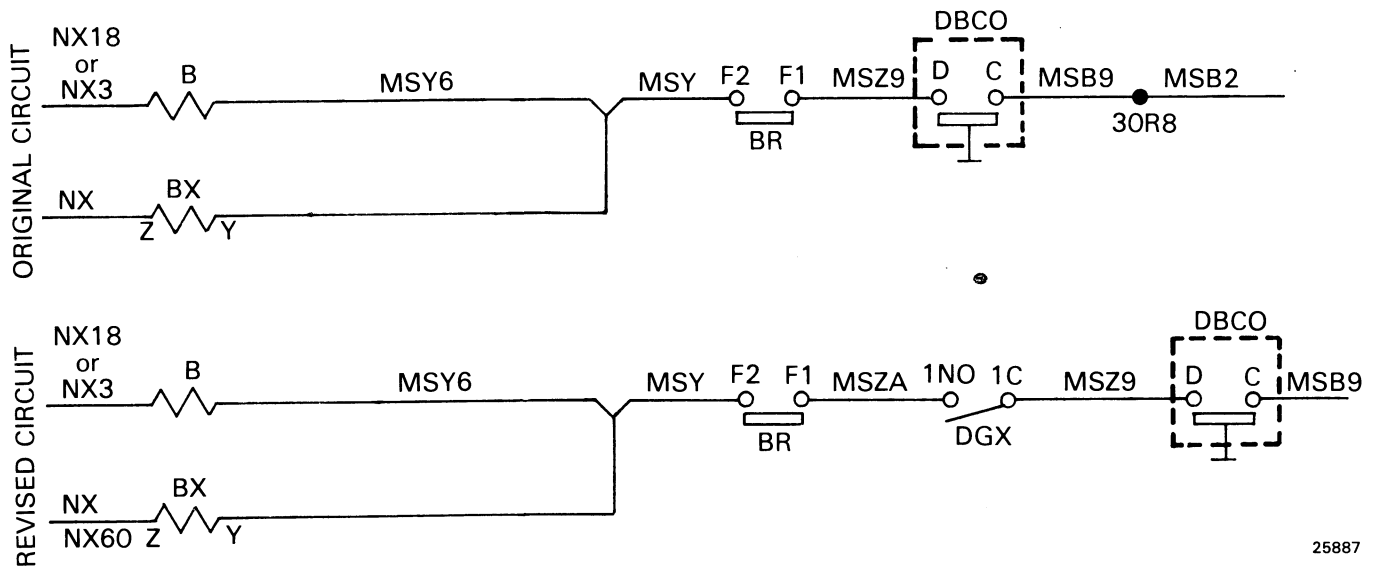 ORIGINAL CIRCUIT
NX18
or
NX3
B
MSY6
MSY
F2
F1
BR
MSZ9
DBCO
D
C
MSB9
MSB2
30R8
NX
BX
Z
Y
REVISED CIRCUIT
NX18
or
NX3
B
MSY6
MSY
F2
F1
BR
MSZA
1NO
1C
DGX
MSZ9
DBCO
D
C
MSB9
NX
NX60
BX
Z
Y
25887